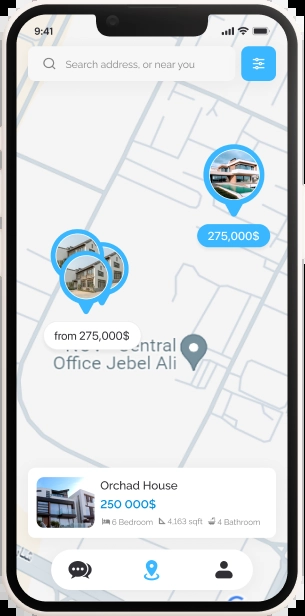 9:41
Search address, or near you
275,000$
from 275,000$
Central
Office Jebel Ali
Orchad House
250 000$
6 Bedroom 4.163 sqft 4 Bathroom